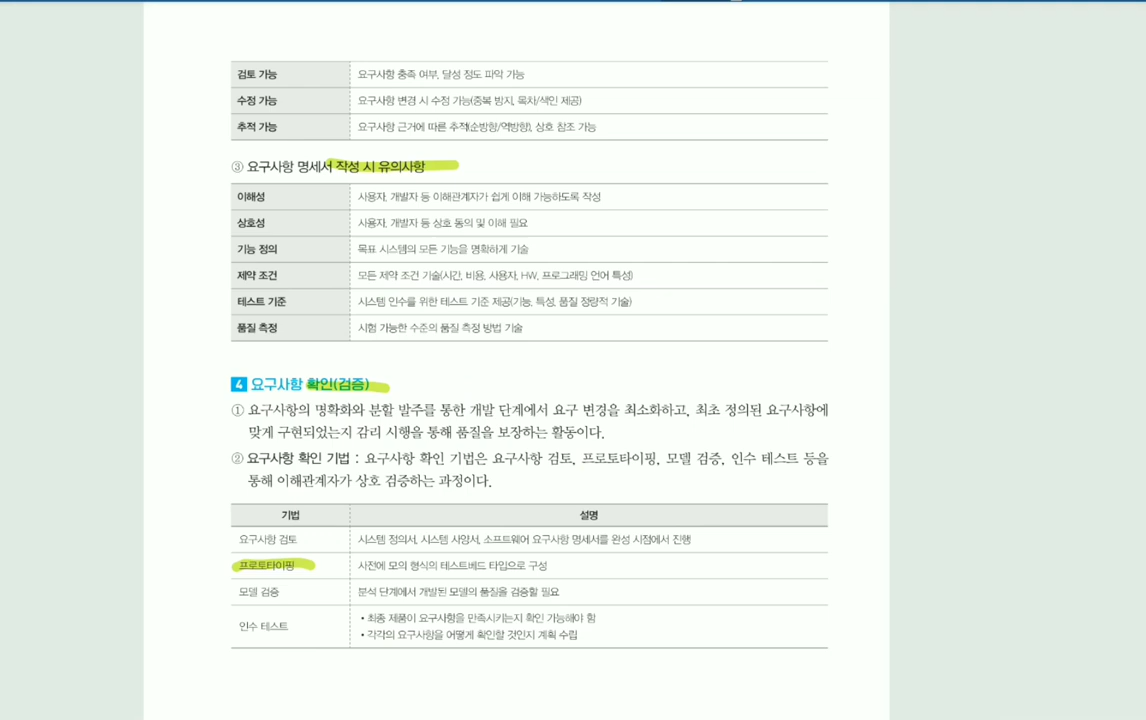 검토 가능 요구사항 충족 여부, 달성 정도 파악 가능
수정 가능 요구사항 변경 시 수정 가능(중복 방지, 목차/색인 제공)
추적 가능 요구사항 근거에 따른 추적(순방향/역방향), 상호 참조 가능
③ 요구사항 명세서 작성 시 유의사항
이해성 사용자, 개발자 등 이해관계자가 쉽게 이해 가능하도록 작성
상호성 사용자, 개발자 등 상호 동의 및 이해 필요
기능 정의 목표 시스템의 모든 기능을 명확하게 기술
제약 조건 모든 제약 조건 기술(시간, 비용, 사용자, HW, 프로그래밍 언어 특성)
테스트 기준 시스템 인수를 위한 테스트 기준 제공(기능, 특성, 품질 정량적 기술)
품질 측정 시험 가능한 수준의 품질 측정 방법 기술
4 요구사항 확인(검증)
① 요구사항의 명확화와 분할 발주를 통한 개발 단계에서 요구 변경을 최소화하고, 최초 정의된 요구사항에
맞게 구현되었는지 감리 시행을 통해 품질을 보장하는 활동이다.
② 요구사항 확인 기법 : 요구사항 확인 기법은 요구사항 검토, 프로토타이핑, 모델 검증, 인수 테스트 등을
통해 이해관계자가 상호 검증하는 과정이다.
기법 설명
요구사항 검토 시스템 정의서, 시스템 사양서, 소프트웨어 요구사항 명세서를 완성 시점에서 진행
프로토타이핑 사전에 모의 형식의 테스트베드 타입으로 구성
모델 검증 분석 단계에서 개발된 모델의 품질을 검증할 필요
인수 테스트 • 최종 제품이 요구사항을 만족시키는지 확인 가능해야 함
• 각각의 요구사항을 어떻게 확인할 것인지 계획 수립